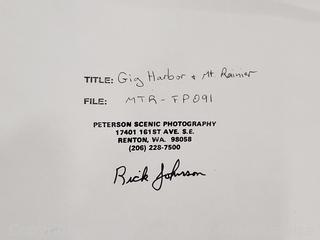 TITLE: Gig Harbor & Mt. Rainier
FILE: MTR-FP091
PETERSON SCENIC PHOTOGRAPHY
17401 161ST AVE. S.E.
RENTON, WA. 98058
(206) 228-7500
Rick Johnson